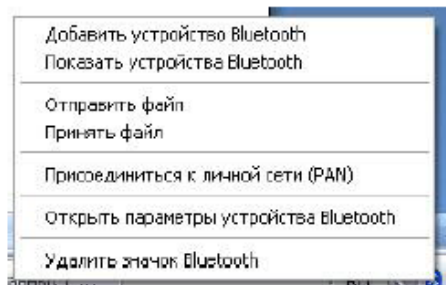 Добавить устройство Bluetooth
Показать устройства Bluetooth
Отправить файл
Принять файл
Присоединиться к личной сети (PAN)
Открыть параметры устройства Bluetooth
Удалить значок Bluetooth